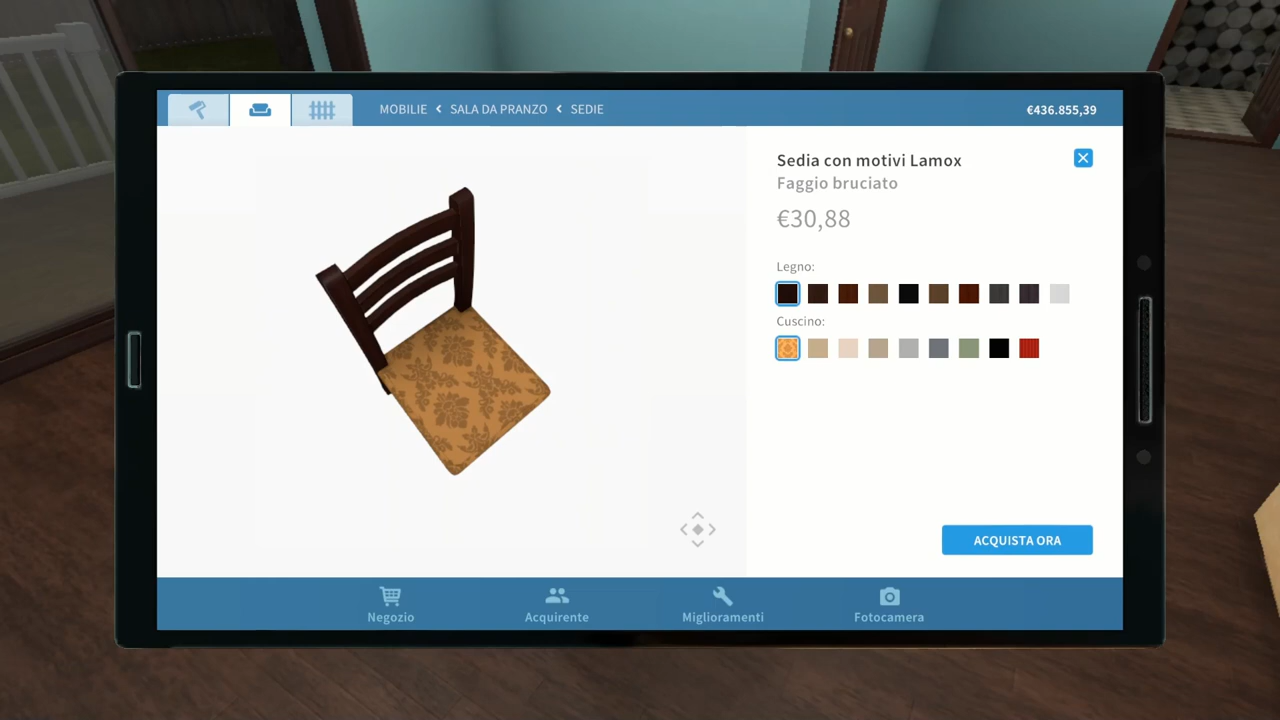 MOBILIE < SALA DA PRANZO < SEDIE
€436.855,39
Sedia con motivi Lamox
Faggio bruciato
€30,88
Legno:
Cuscino:
ACQUISTA ORA
Negozio
Acquirente
Miglioramenti
Fotocamera